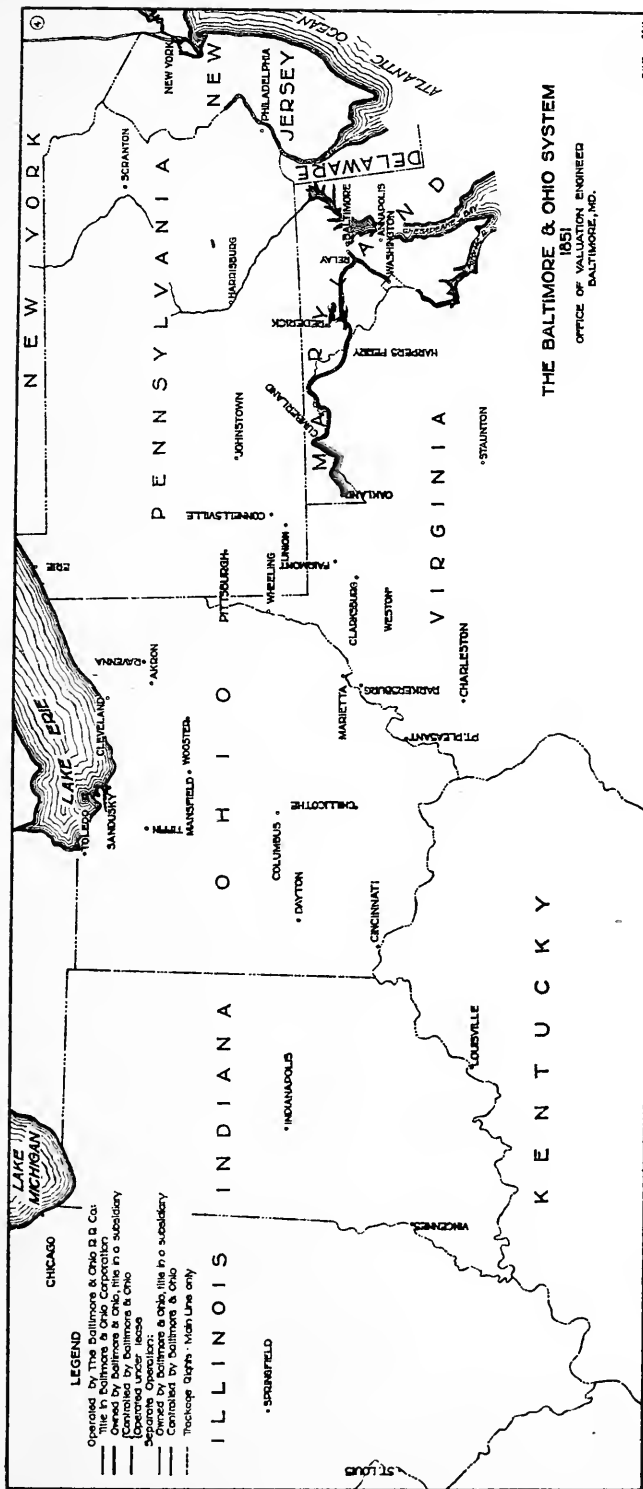 ④
NEW YORK
NEW YORK
SCRANTON
NEW
JERSEY
PHILADELPHIA
ATLANTIC OCEAN
PENNSYLVANIA
HARRISBURG
JOHNSTOWN
CONNELLSVILLE
UNION
PITTSBURGH
WHEELING
ERIE
LAKE ERIE
DELAWARE
MARYLAND
BALTIMORE
ANNAPOLIS
WASHINGTON
CHESAPEAKE BAY
RELAY
FREDERICK
HARPERS FERRY
CUMBERLAND
OAKLAND
VIRGINIA
STAUNTON
FAIRMONT
CLARKSBURG
WESTON
CHARLESTON
PARKERSBURG
PT. PLEASANT
OHIO
CLEVELAND
RAVENNA
AKRON
TOLEDO
SANDUSKY
TIFFIN
MANSFIELD
WOOSTER
COLUMBUS
CHILLICOTHE
MARIETTA
DAYTON
CINCINNATI
INDIANA
INDIANAPOLIS
VINCENNES
KENTUCKY
LOUISVILLE
LAKE
MICHIGAN
CHICAGO
ILLINOIS
SPRINGFIELD
ST. LOUIS
LEGEND
Operated by The Baltimore & Ohio R.R. Co.:
Title in Baltimore & Ohio Corporation
Owned by Baltimore & Ohio, title in a subsidiary
Controlled by Baltimore & Ohio
Operated under lease
Separate Operation:
Owned by Baltimore & Ohio, title in a subsidiary
Controlled by Baltimore & Ohio
Trackage Rights - Main Line only
THE BALTIMORE & OHIO SYSTEM
1851
OFFICE OF VALUATION ENGINEER
BALTIMORE, MD.